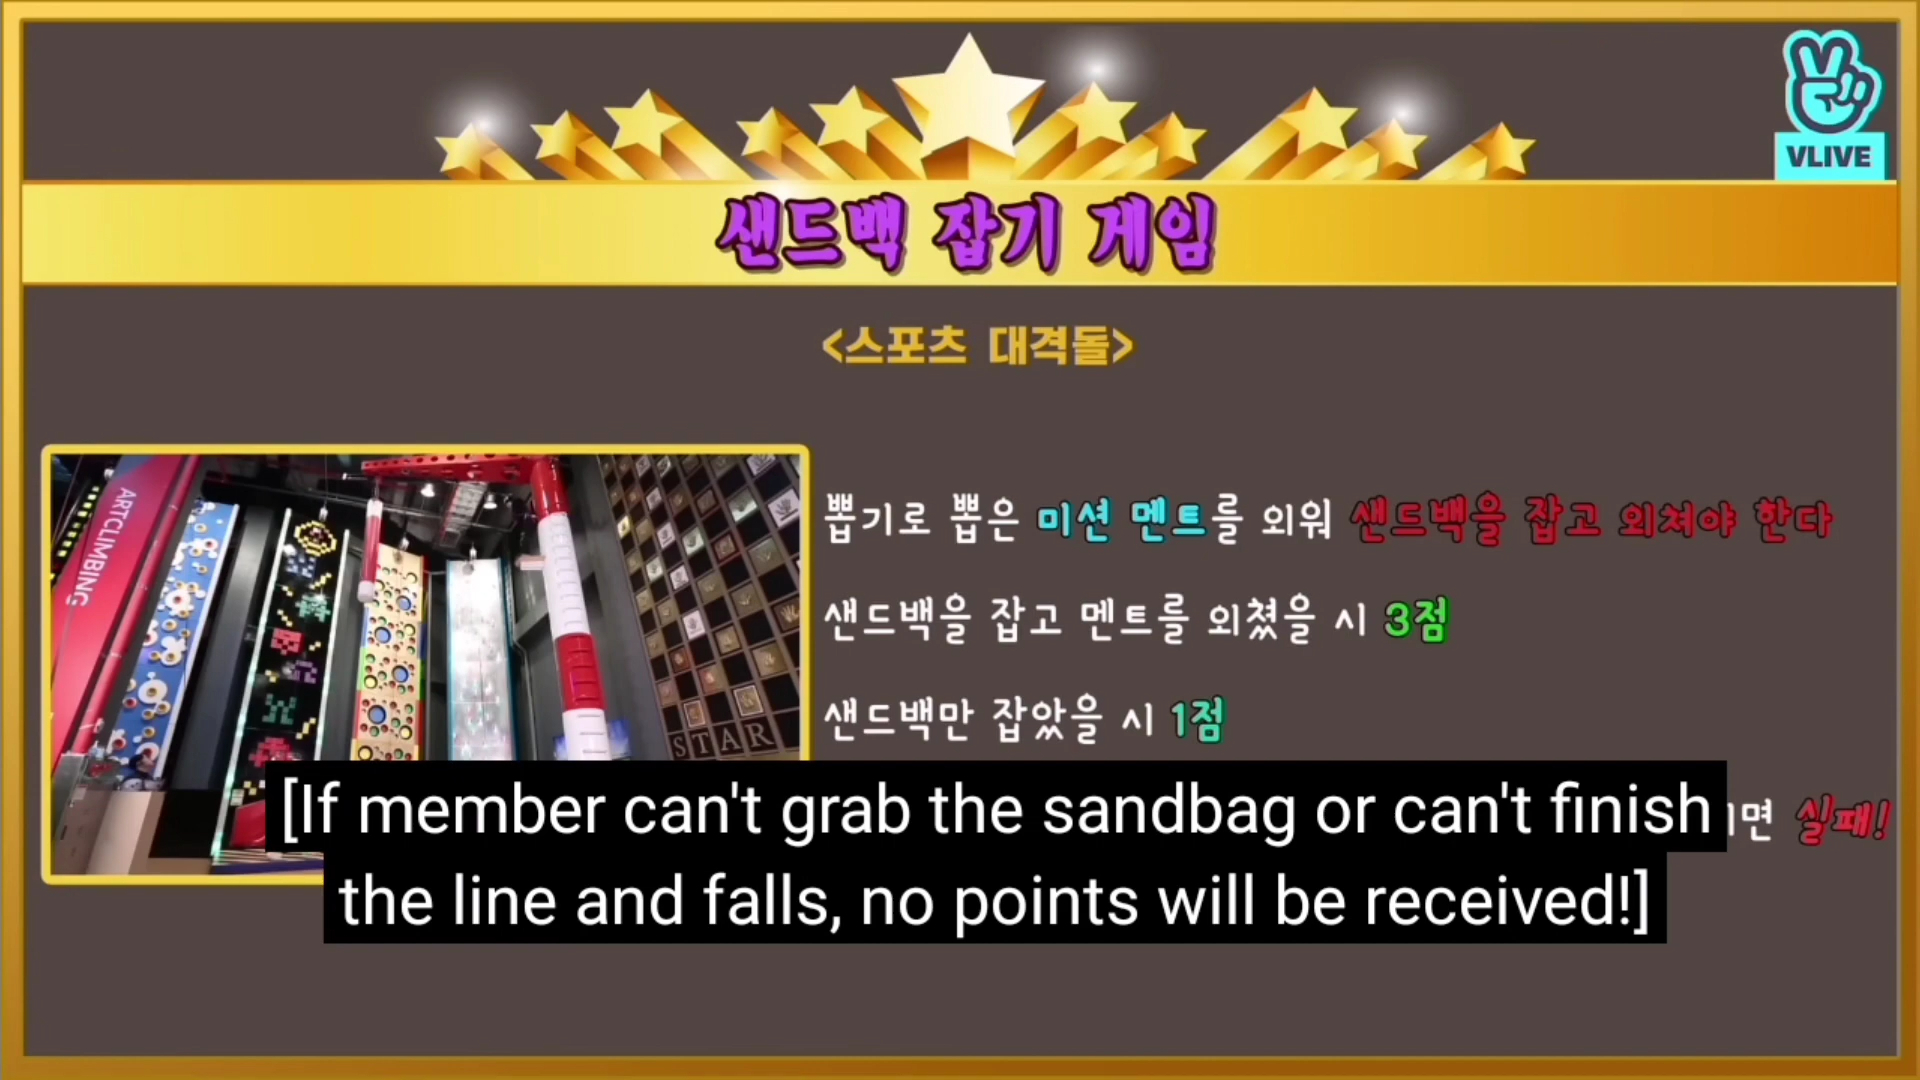 VLIVE
샌드백 잡기 게임
<스포츠 대격돌>
ARTCLIMBING
뽑기로 뽑은 미션 멘트를 외워 샌드백을 잡고 외쳐야 한다
샌드백을 잡고 멘트를 외쳤을 시 3점
샌드백만 잡았을 시 1점
STAR
면 실패!
[If member can't grab the sandbag or can't finish
the line and falls, no points will be received!]